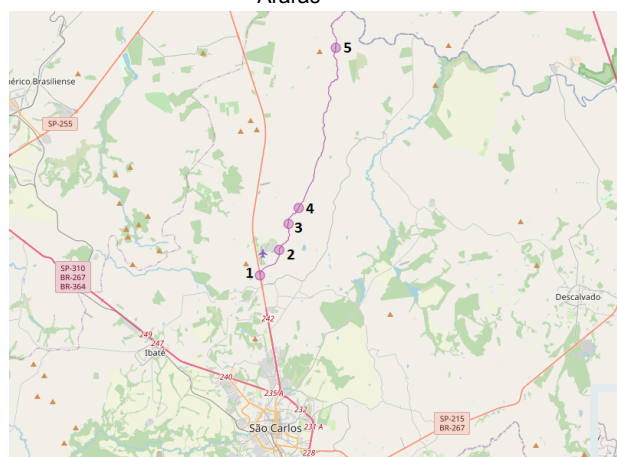 Araras
5
érico Brasiliense
SP-255
4
3
2
1
SP-310
BR-267
BR-364
242
Descalvado
249
247
Ibaté
240
235 A
232
SP-215
BR-267
São Carlos
231 A
228